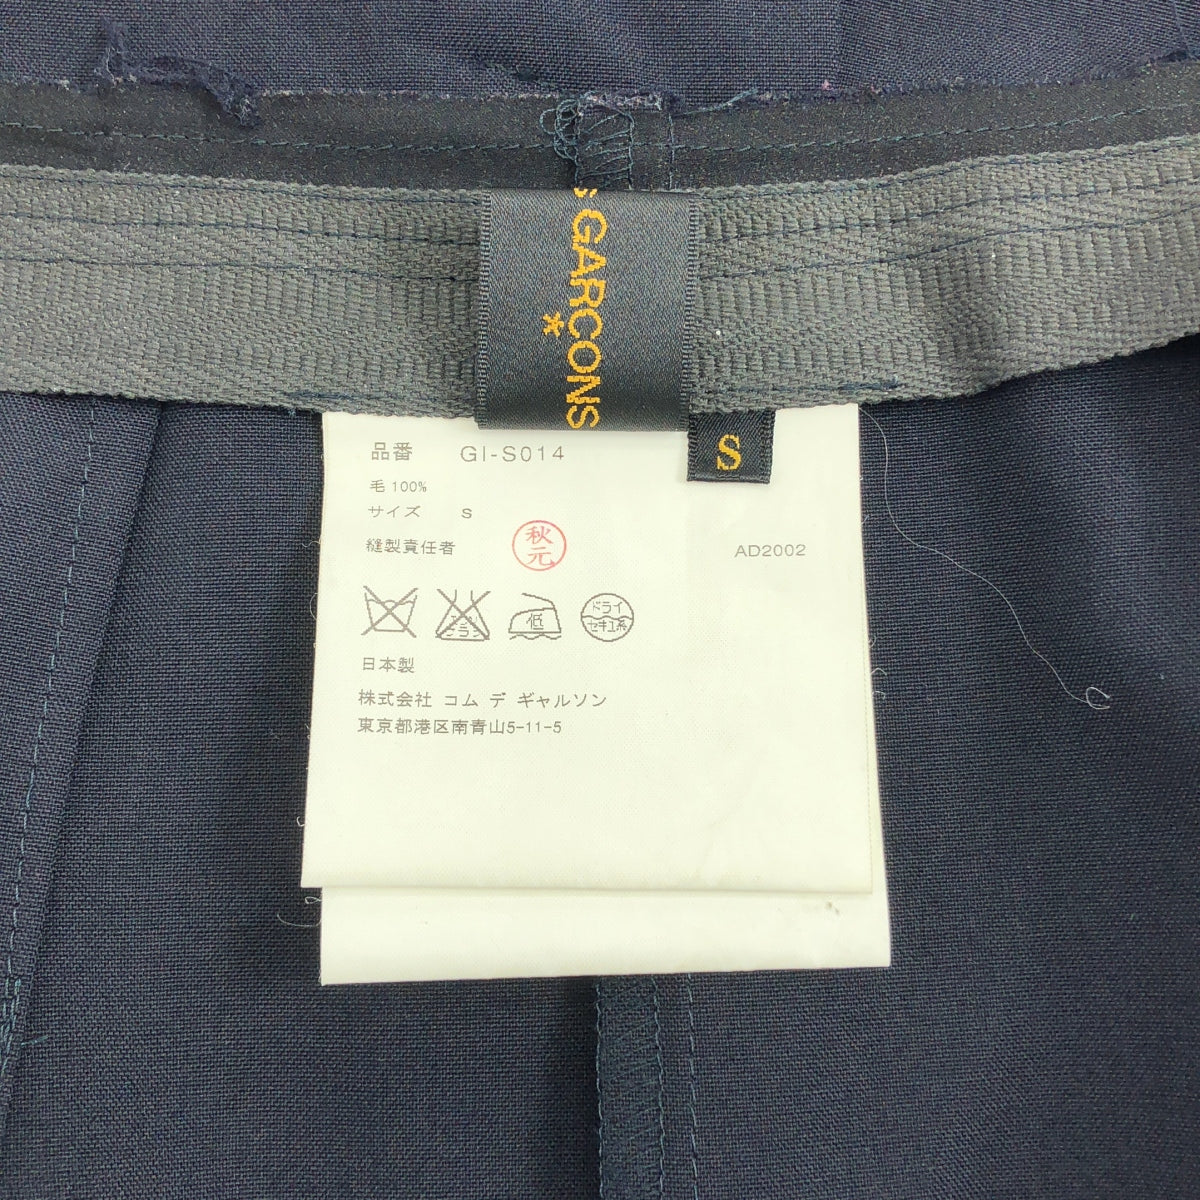 S GARCONS
S
品番 GI-S014
毛 100%
サイズ S
縫製責任者 秋元 AD2002
低 ドライ セキユ系
日本製
株式会社 コム デ ギャルソン
東京都港区南青山5-11-5